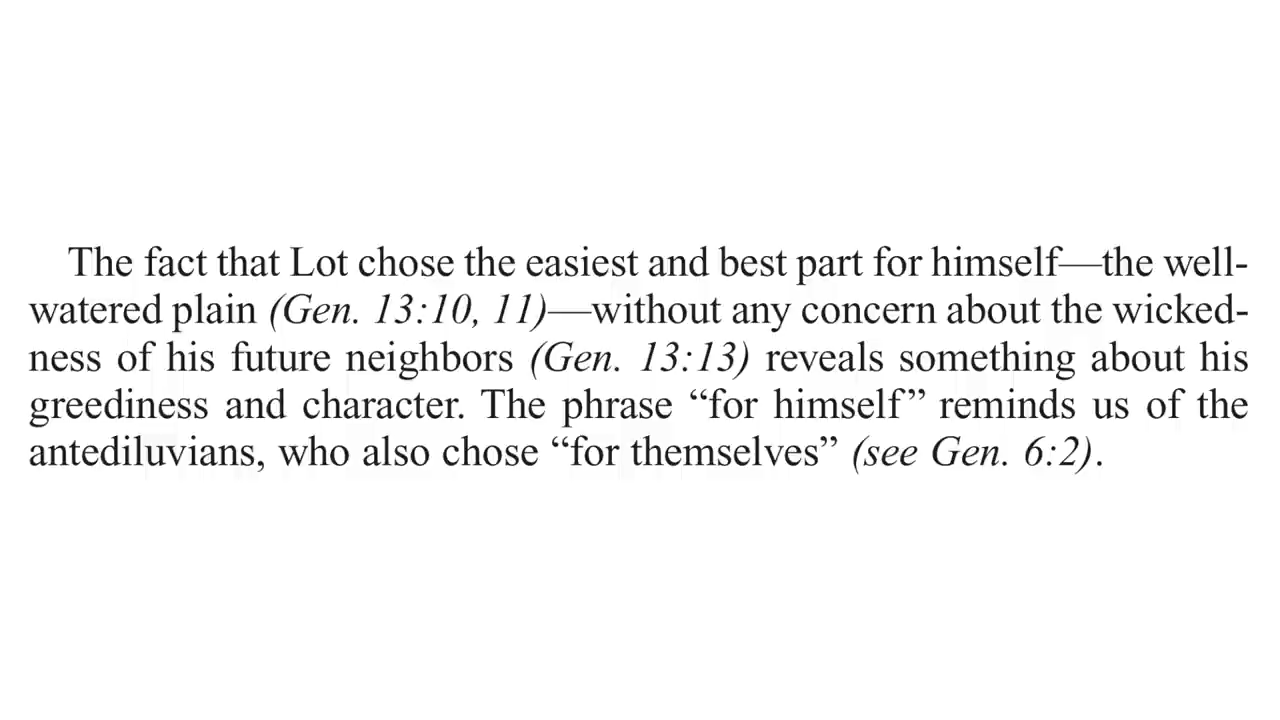 The fact that Lot chose the easiest and best part for himself—the well-
watered plain (Gen. 13:10, 11)—without any concern about the wicked-
ness of his future neighbors (Gen. 13:13) reveals something about his
greediness and character. The phrase “for himself” reminds us of the
antediluvians, who also chose “for themselves” (see Gen. 6:2).